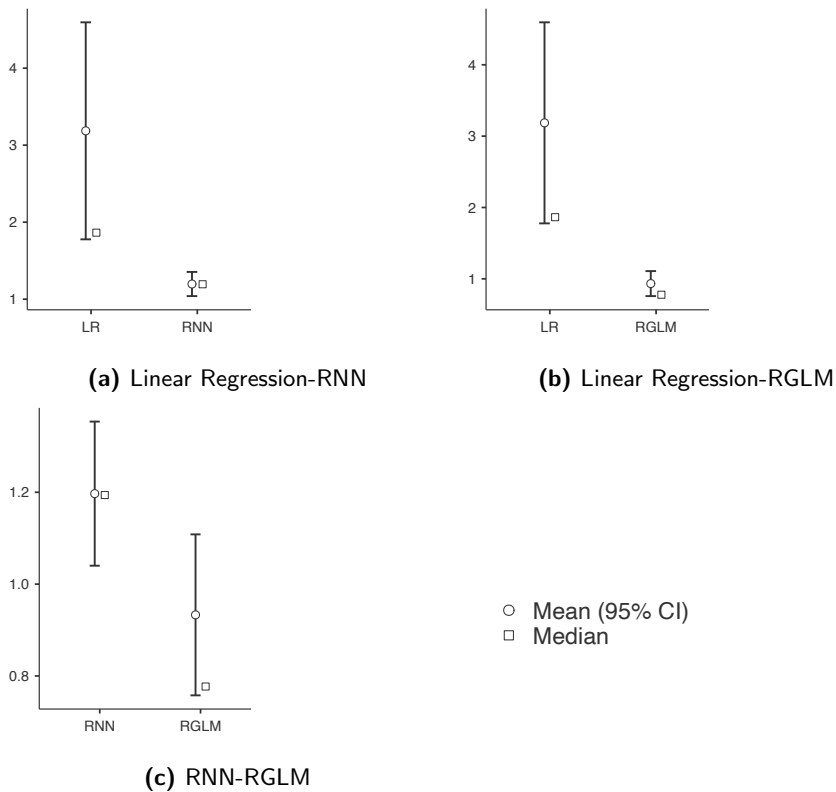 4
3
2
1
LR
RNN
(a) Linear Regression-RNN
4
3
2
1
LR
RGLM
(b) Linear Regression-RGLM
1.2
1.0
0.8
RNN
RGLM
(c) RNN-RGLM
Mean (95% CI)
Median